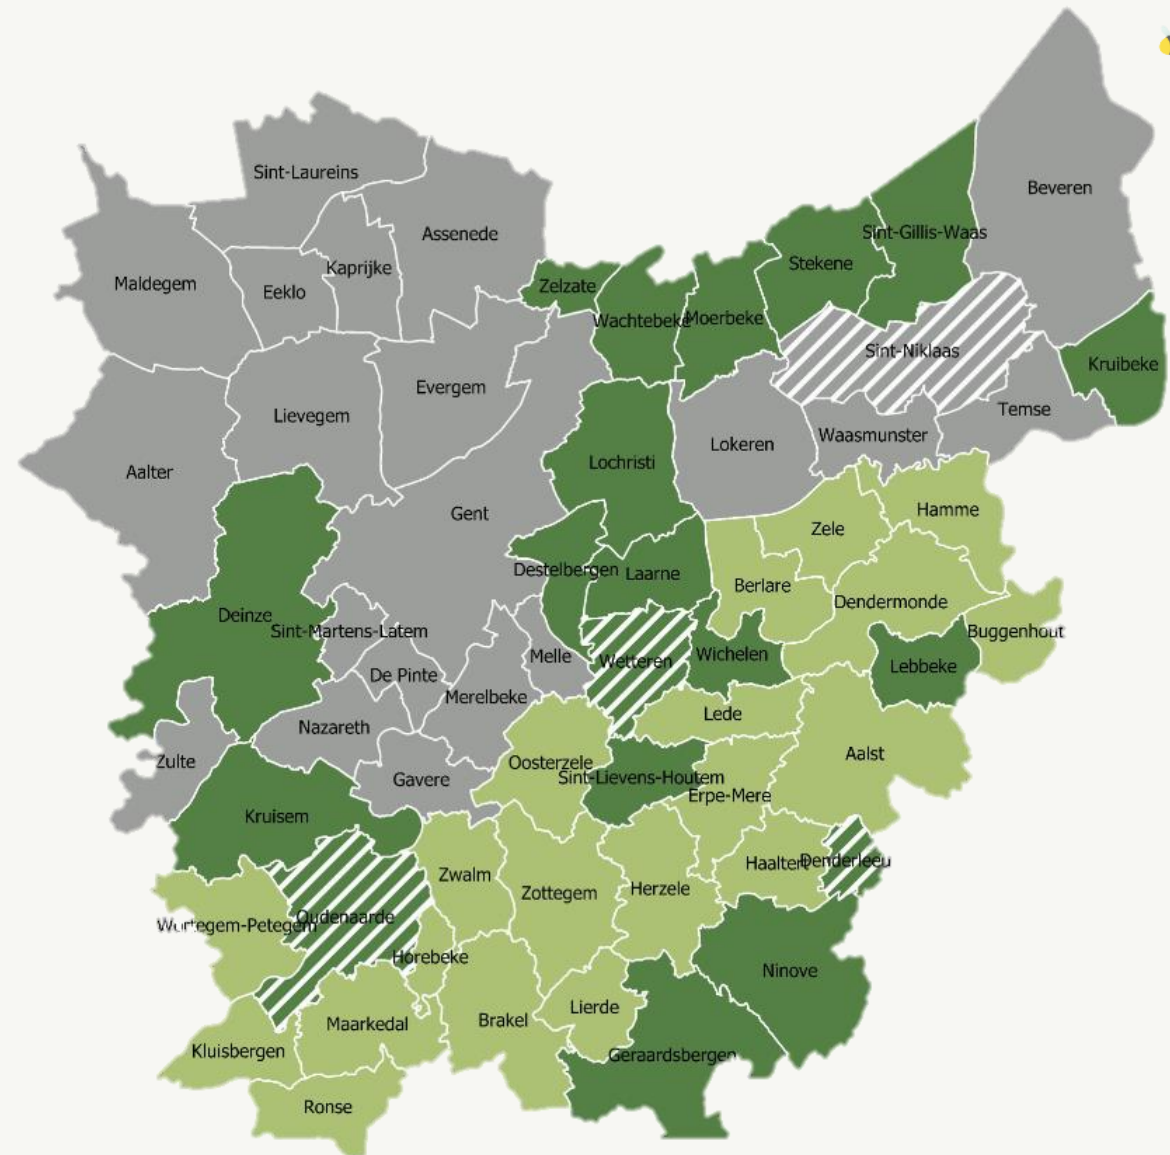 Sint-Laureins
Beveren
Assenede
Sint-Gillis-Waas
Stekene
Kaprijke
Maldegem
Eeklo
Zelzate
Wachtebeke
Moerbeke
Sint-Niklaas
Kruibeke
Evergem
Temse
Lievegem
Waasmunster
Lokeren
Lochristi
Aalter
Hamme
Gent
Zele
Destelbergen
Laarne
Berlare
Dendermonde
Deinze
Sint-Martens-Latem
Buggenhout
Melle
Wetteren
Wichelen
Lebbeke
De Pinte
Merelbeke
Lede
Nazareth
Aalst
Zulte
Oosterzele
Gavere
Sint-Lievens-Houtem
Erpe-Mere
Kruisem
Haaltert
Denderleeu
Zwalm
Herzele
Zottegem
Oudenaarde
Wortegem-Petegem
Horebeke
Ninove
Lierde
Brakel
Maarkedal
Kluisbergen
Geraardsbergen
Ronse